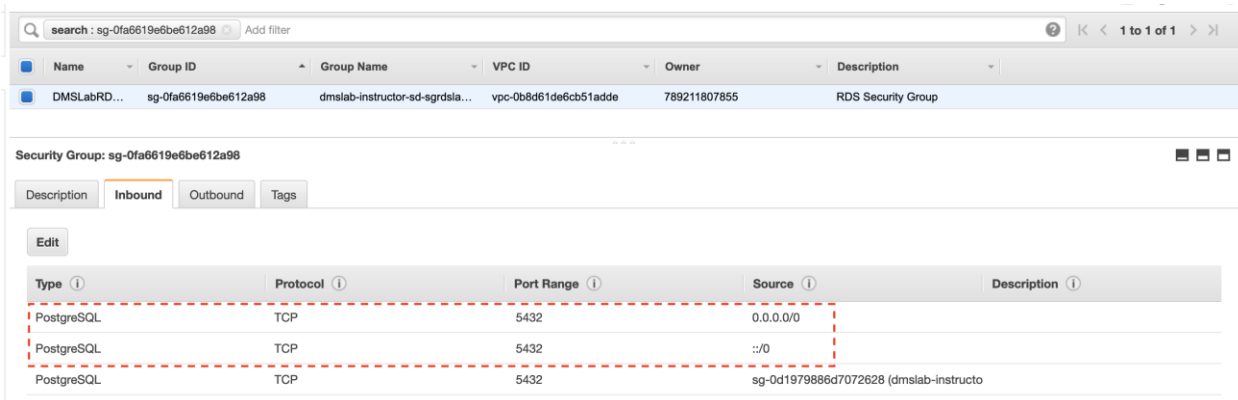 search : sg-0fa6619e6be612a98 Add filter 1 to 1 of 1
Name Group ID Group Name VPC ID Owner Description
DMSLabRD... sg-0fa6619e6be612a98 dmslab-instructor-sd-sgrdsla... vpc-0b8d61de6cb51adde 789211807855 RDS Security Group
Security Group: sg-0fa6619e6be612a98
Description Inbound Outbound Tags
Edit
Type Protocol Port Range Source Description
PostgreSQL TCP 5432 0.0.0.0/0
PostgreSQL TCP 5432 ::/0
PostgreSQL TCP 5432 sg-0d1979886d7072628 (dmslab-instructo